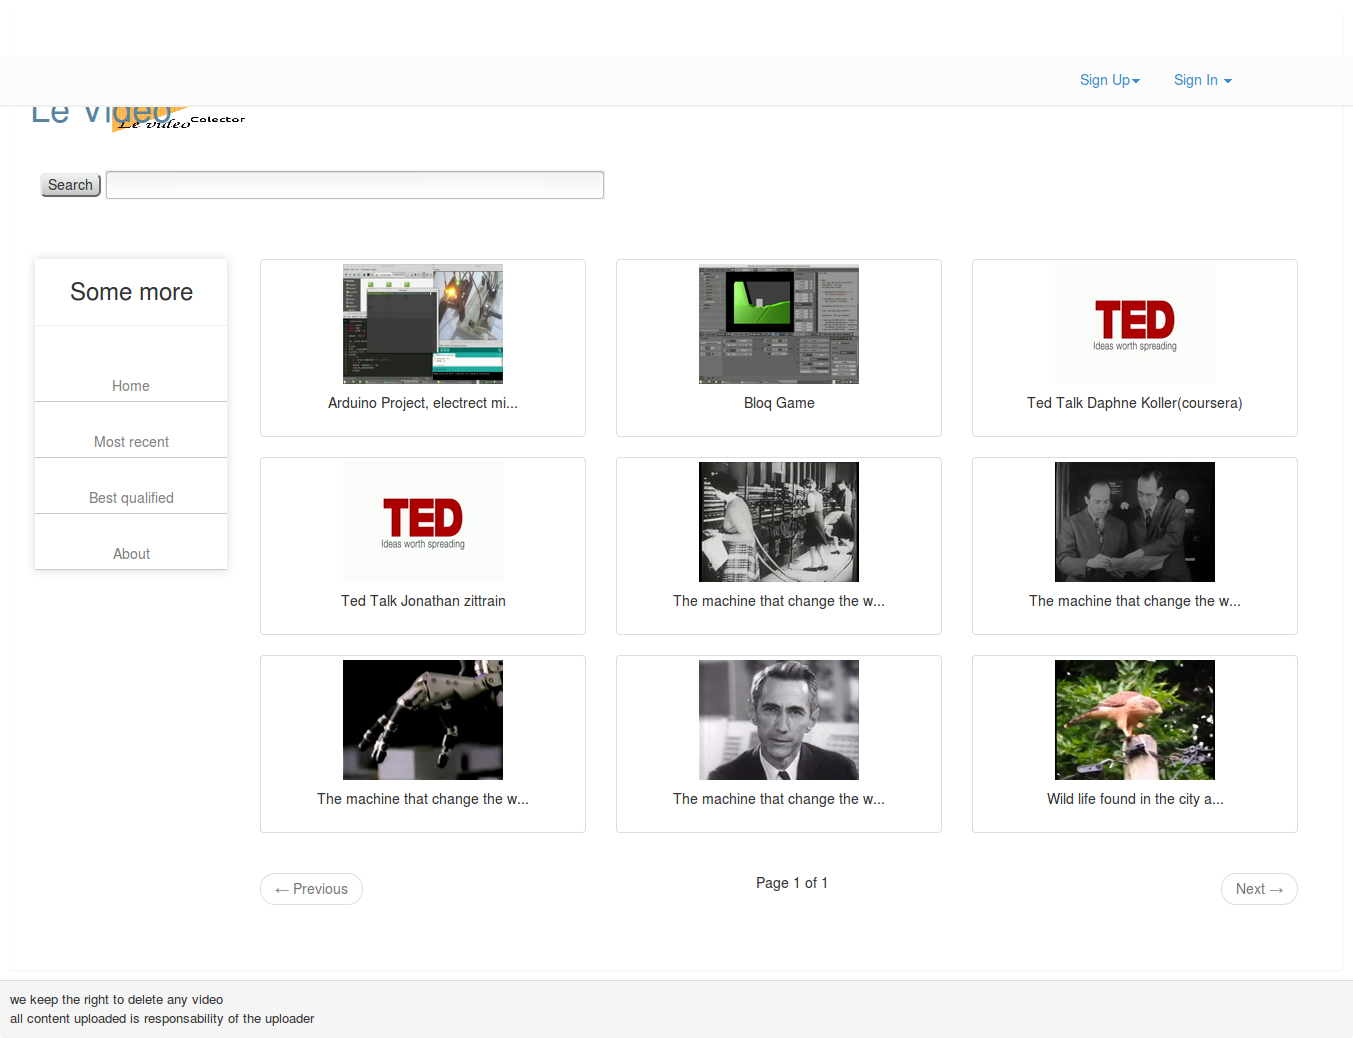 Sign Up
Sign In
Le Video
Le video Colector
Search
Some more
Home
Most recent
Best qualified
About
Arduino Project, electrect mi...
Bloq Game
TED
Ideas worth spreading
Ted Talk Daphne Koller(coursera)
TED
Ideas worth spreading
Ted Talk Jonathan zittrain
The machine that change the w...
The machine that change the w...
The machine that change the w...
The machine that change the w...
Wild life found in the city a...
← Previous
Page 1 of 1
Next →
we keep the right to delete any video
all content uploaded is responsability of the uploader